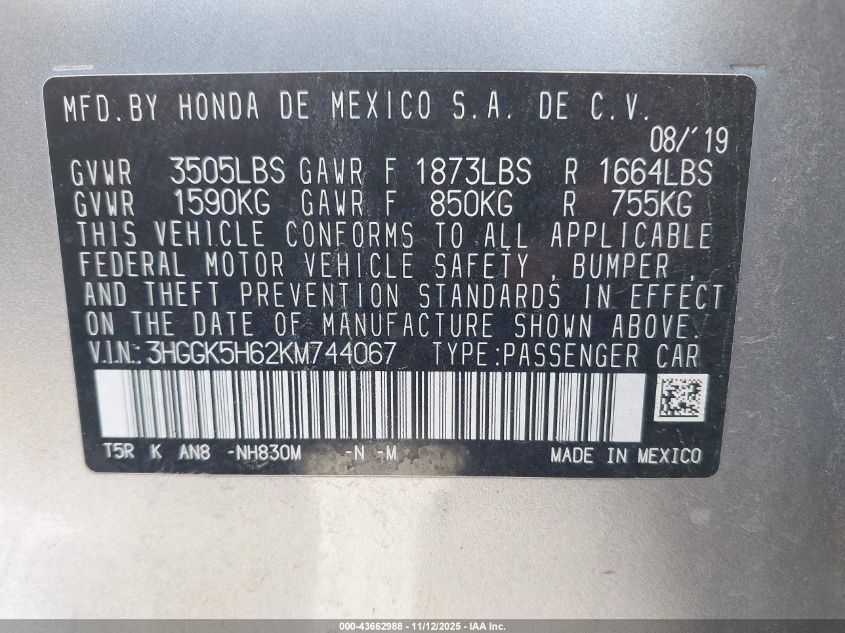 MFD.BY HONDA DE MEXICO S.A. DE C.V.
08/'19
GVWR 3505LBS GAWR F 1873LBS R 1664LBS
GVWR 1590KG GAWR F 850KG R 755KG
THIS VEHICLE CONFORMS TO ALL APPLICABLE
FEDERAL MOTOR VEHICLE SAFETY , BUMPER ,
AND THEFT PREVENTION STANDARDS IN EFFECT
ON THE DATE OF MANUFACTURE SHOWN ABOVE.
V.I.N.:3HGGK5H62KM744067 TYPE:PASSENGER CAR
T5R K AN8 -NH830M -N -M MADE IN MEXICO
000-43662988 - 11/12/2025 - IAA Inc.